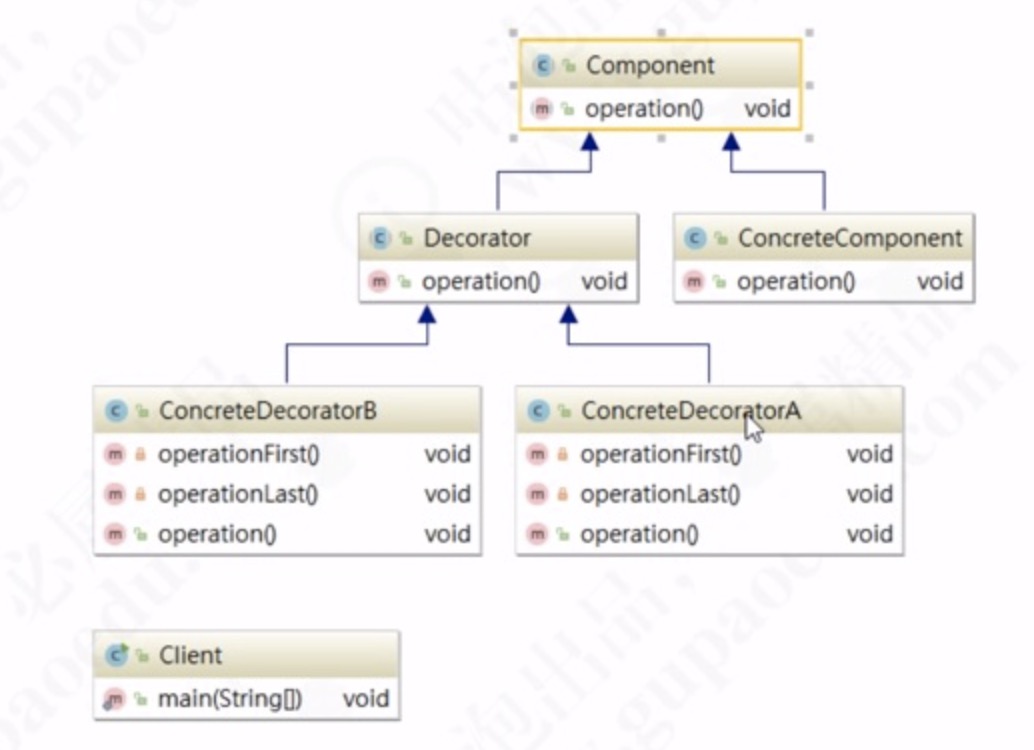 Component
operation() void
Decorator
operation() void
ConcreteComponent
operation() void
ConcreteDecoratorB
operationFirst() void
operationLast() void
operation() void
ConcreteDecoratorA
operationFirst() void
operationLast() void
operation() void
Client
main(String[]) void